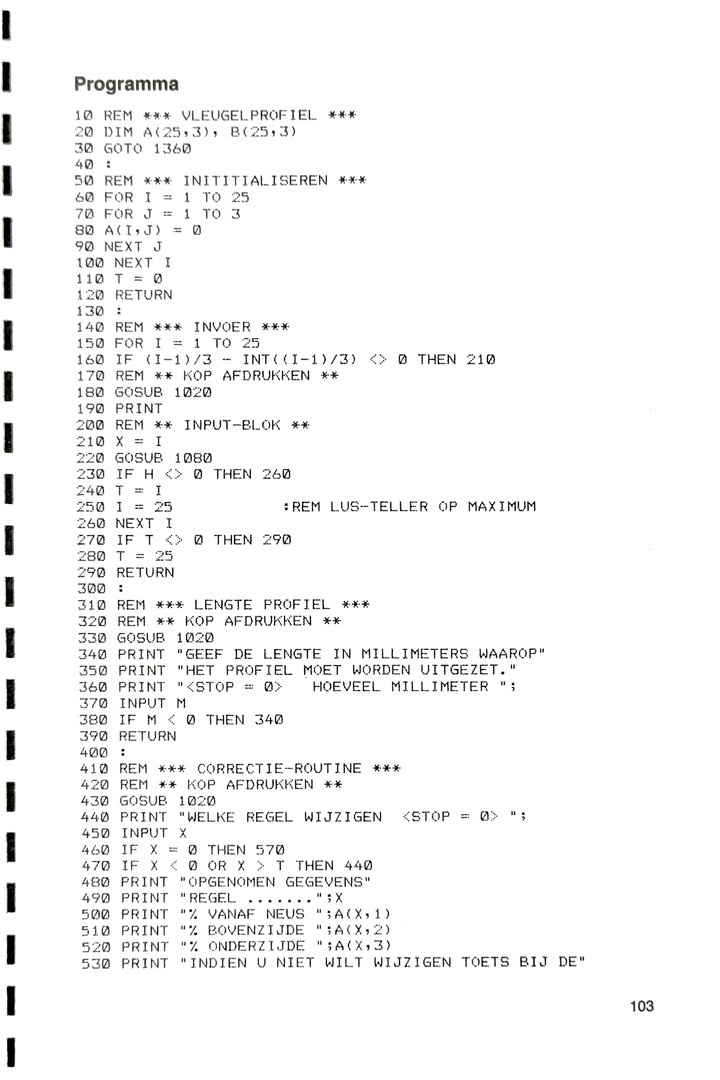 Programma
10 REM *** VLEUGELPROFIEL ***
20 DIM A(25,3), B(25,3)
30 GOTO 1360
40 :
50 REM *** INITITIALISEREN ***
60 FOR I = 1 TO 25
70 FOR J = 1 TO 3
80 A(I,J) = 0
90 NEXT J
100 NEXT I
110 T = 0
120 RETURN
130 :
140 REM *** INVOER ***
150 FOR I = 1 TO 25
160 IF (I-1)/3 - INT((I-1)/3) <> 0 THEN 210
170 REM ** KOP AFDRUKKEN **
180 GOSUB 1020
190 PRINT
200 REM ** INPUT-BLOK **
210 X = I
220 GOSUB 1080
230 IF H <> 0 THEN 260
240 T = I
250 I = 25 :REM LUS-TELLER OP MAXIMUM
260 NEXT I
270 IF T <> 0 THEN 290
280 T = 25
290 RETURN
300 :
310 REM *** LENGTE PROFIEL ***
320 REM ** KOP AFDRUKKEN **
330 GOSUB 1020
340 PRINT "GEEF DE LENGTE IN MILLIMETERS WAAROP"
350 PRINT "HET PROFIEL MOET WORDEN UITGEZET."
360 PRINT "<STOP = 0> HOEVEEL MILLIMETER ";
370 INPUT M
380 IF M < 0 THEN 340
390 RETURN
400 :
410 REM *** CORRECTIE-ROUTINE ***
420 REM ** KOP AFDRUKKEN **
430 GOSUB 1020
440 PRINT "WELKE REGEL WIJZIGEN <STOP = 0> ";
450 INPUT X
460 IF X = 0 THEN 570
470 IF X < 0 OR X > T THEN 440
480 PRINT "OPGENOMEN GEGEVENS"
490 PRINT "REGEL .......";X
500 PRINT "% VANAF NEUS ";A(X,1)
510 PRINT "% BOVENZIJDE ";A(X,2)
520 PRINT "% ONDERZIJDE ";A(X,3)
530 PRINT "INDIEN U NIET WILT WIJZIGEN TOETS BIJ DE"
103